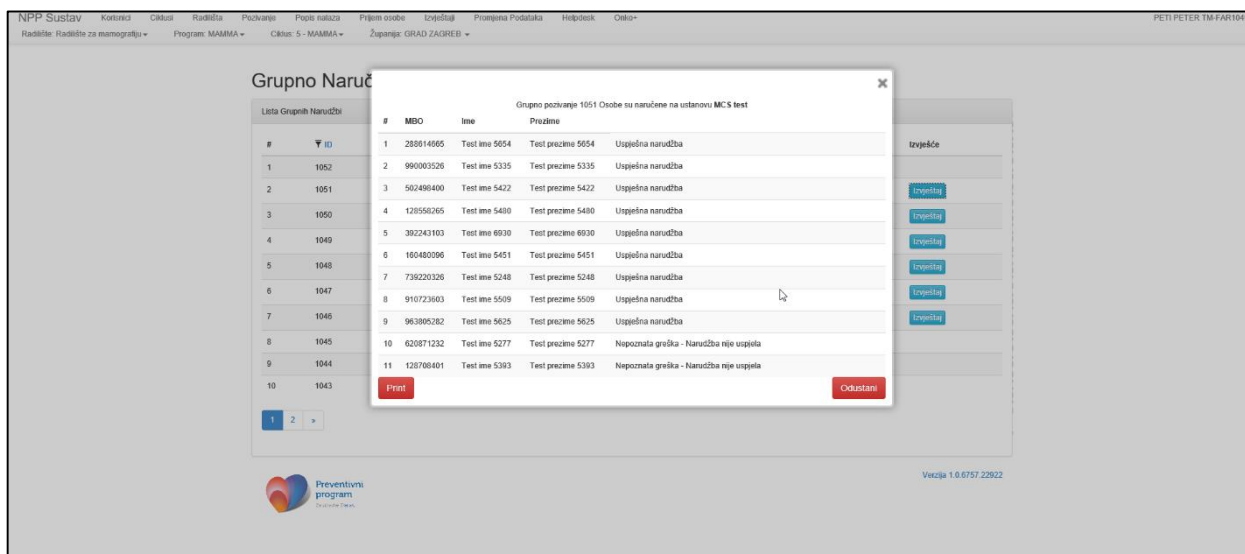 NPP Sustav Korisnici Ciklusi Radilišta Pozivanje Popis nalaza Prijem osobe Izvještaji Promjena Podataka Helpdesk Onko+ PETI PETER TM-FAR104
Radilište: Radilište za mamografiju Program: MAMMA Ciklus: 5 - MAMMA Županija: GRAD ZAGREB
Grupno Naruč
Lista Grupnih Narudžbi
# ID Izvješće
1 1052
2 1051 Izvještaj
3 1050 Izvještaj
4 1049 Izvještaj
5 1048 Izvještaj
6 1047 Izvještaj
7 1046 Izvještaj
8 1045
9 1044
10 1043
1 2 »
Grupno pozivanje 1051 Osobe su naručene na ustanovu MCS test
# MBO Ime Prezime
1 288614665 Test ime 5654 Test prezime 5654 Uspješna narudžba
2 990003526 Test ime 5335 Test prezime 5335 Uspješna narudžba
3 502498400 Test ime 5422 Test prezime 5422 Uspješna narudžba
4 128558265 Test ime 5480 Test prezime 5480 Uspješna narudžba
5 392243103 Test ime 6930 Test prezime 6930 Uspješna narudžba
6 160480096 Test ime 5451 Test prezime 5451 Uspješna narudžba
7 739220326 Test ime 5248 Test prezime 5248 Uspješna narudžba
8 910723603 Test ime 5509 Test prezime 5509 Uspješna narudžba
9 963805282 Test ime 5625 Test prezime 5625 Uspješna narudžba
10 620871232 Test ime 5277 Test prezime 5277 Nepoznata greška - Narudžba nije uspjela
11 128708401 Test ime 5393 Test prezime 5393 Nepoznata greška - Narudžba nije uspjela
Print Odustani
Preventivni
program
Verzija 1.0.6757.22922